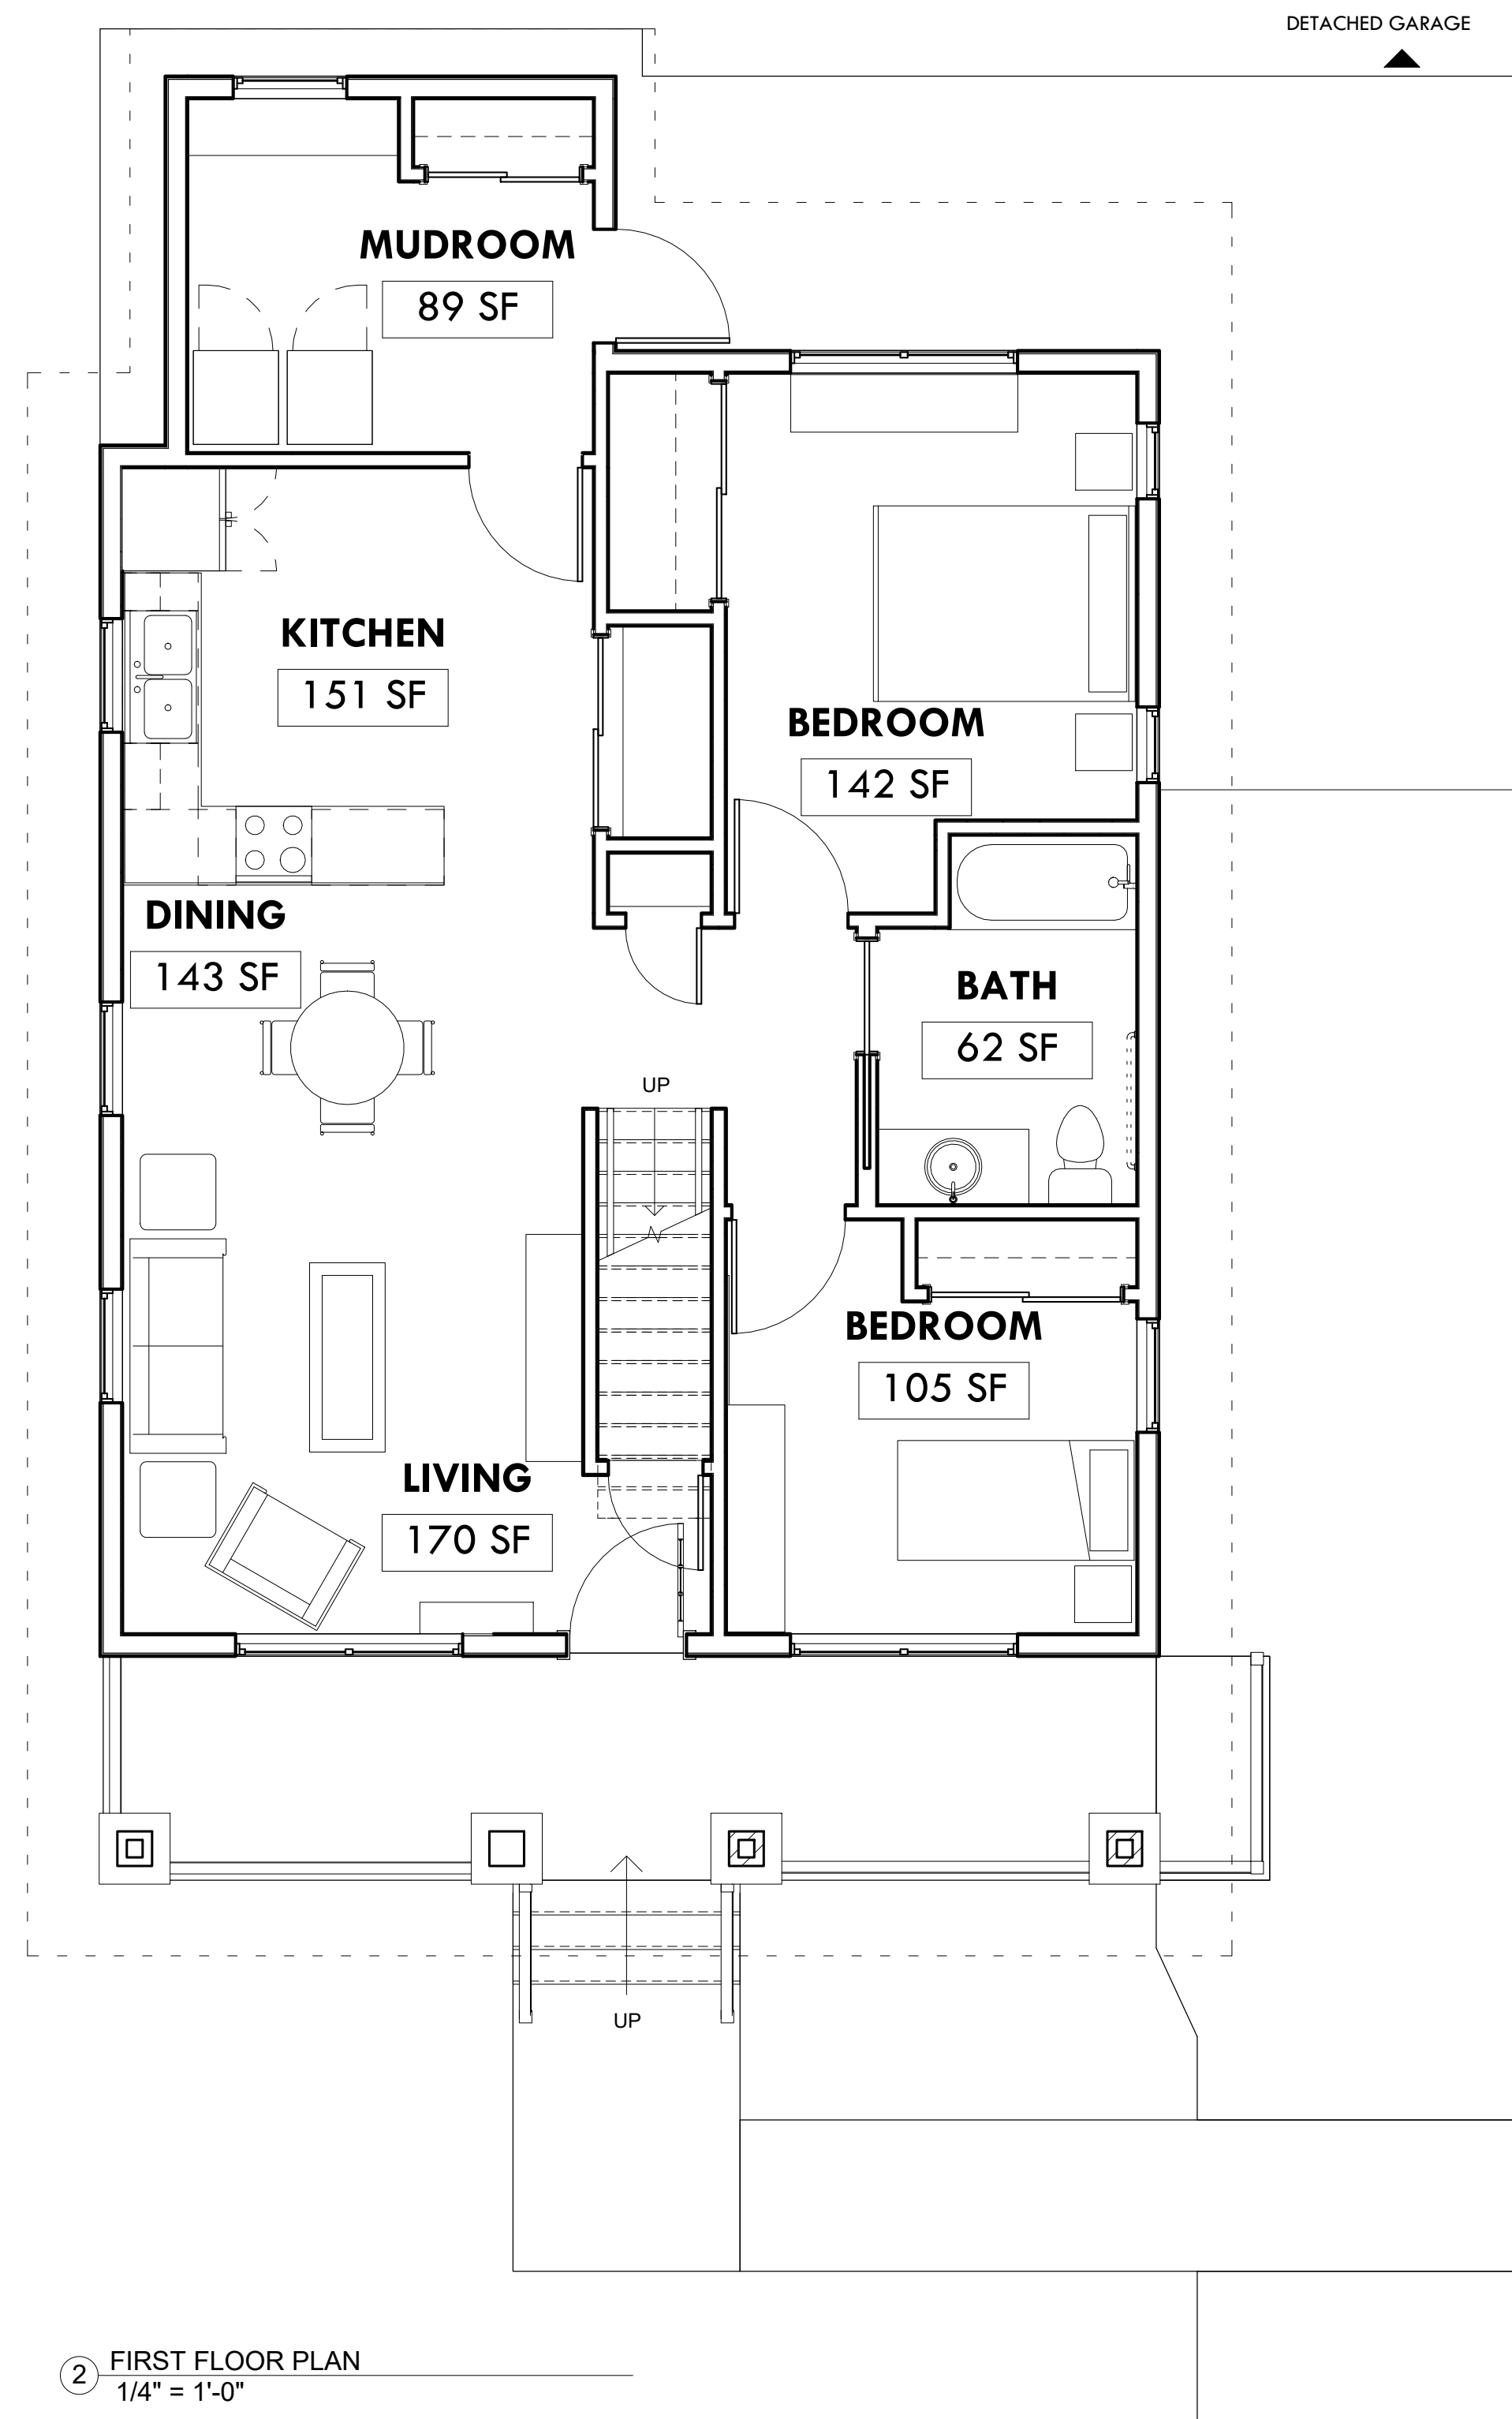 DETACHED GARAGE
MUDROOM
89 SF
KITCHEN
151 SF
BEDROOM
142 SF
DINING
143 SF
BATH
62 SF
UP
BEDROOM
105 SF
LIVING
170 SF
UP
2 FIRST FLOOR PLAN
1/4" = 1'-0"